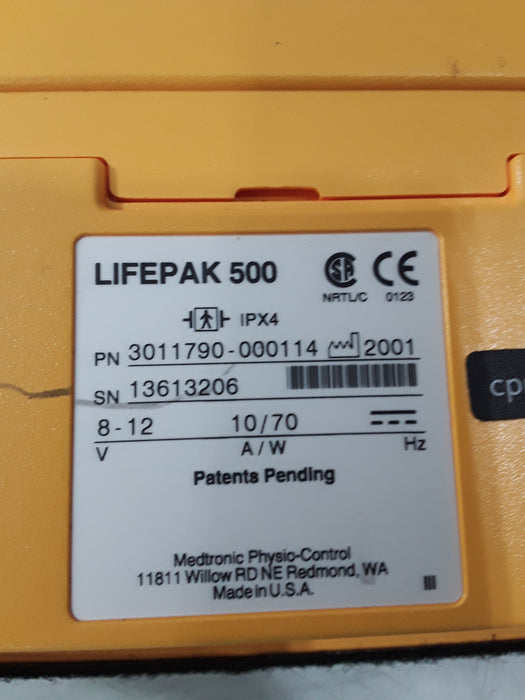 LIFEPAK 500
CE
NRTL/C 0123
IPX4
PN 3011790-000114 2001
SN 13613206
8-12 10/70
V A/W Hz
Patents Pending
Medtronic Physio-Control
11811 Willow RD NE Redmond, WA
Made in U.S.A.
cp